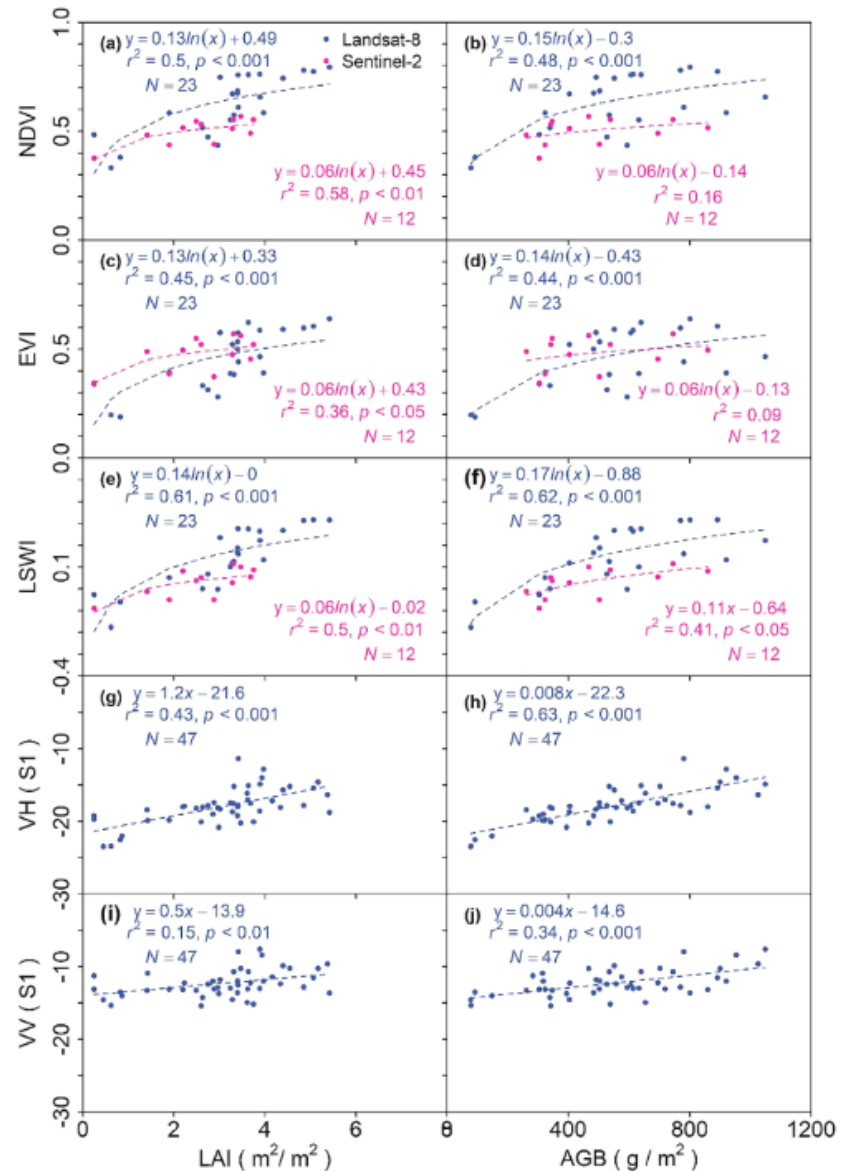 (a) y = 0.13ln(x) + 0.49
r² = 0.5, p < 0.001
N = 23
Landsat-8
Sentinel-2
y = 0.06ln(x) + 0.45
r² = 0.58, p < 0.01
N = 12
(b) y = 0.15ln(x) − 0.3
r² = 0.48, p < 0.001
N = 23
y = 0.06ln(x) − 0.14
r² = 0.16
N = 12
NDVI
1.0
0.5
0.0
(c) y = 0.13ln(x) + 0.33
r² = 0.45, p < 0.001
N = 23
y = 0.06ln(x) + 0.43
r² = 0.36, p < 0.05
N = 12
(d) y = 0.14ln(x) − 0.43
r² = 0.44, p < 0.001
N = 23
y = 0.06ln(x) − 0.13
r² = 0.09
N = 12
EVI
0.5
0.0
(e) y = 0.14ln(x) − 0
r² = 0.61, p < 0.001
N = 23
y = 0.06ln(x) − 0.02
r² = 0.5, p < 0.01
N = 12
(f) y = 0.17ln(x) − 0.88
r² = 0.62, p < 0.001
N = 23
y = 0.11x − 0.64
r² = 0.41, p < 0.05
N = 12
LSWI
0.1
-0.4
(g) y = 1.2x − 21.6
r² = 0.43, p < 0.001
N = 47
(h) y = 0.008x − 22.3
r² = 0.63, p < 0.001
N = 47
VH ( S1 )
-10
-20
-30
(i) y = 0.5x − 13.9
r² = 0.15, p < 0.01
N = 47
(j) y = 0.004x − 14.6
r² = 0.34, p < 0.001
N = 47
VV ( S1 )
-10
-20
-30
0 2 4 400 800 1200
LAI ( m²/ m² )
AGB ( g / m² )